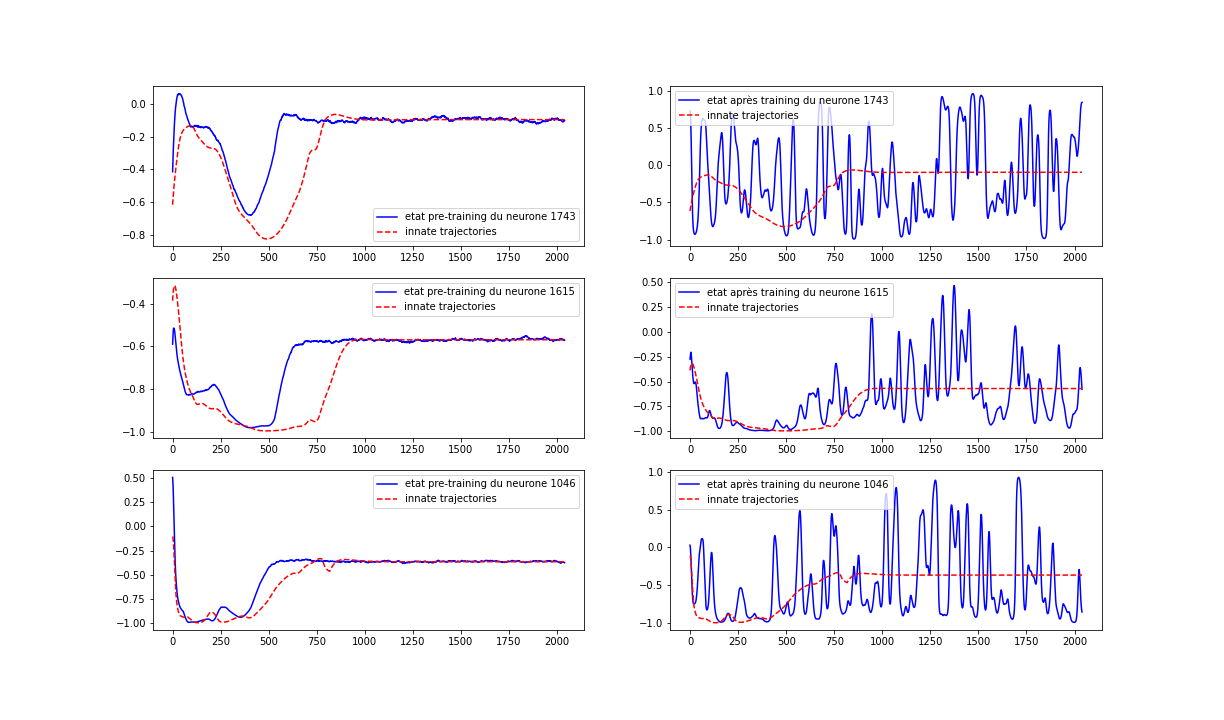 0.0
−0.2
−0.4
−0.6
−0.8
etat pre-training du neurone 1743
innate trajectories
0 250 500 750 1000 1250 1500 1750 2000
1.0
0.5
0.0
−0.5
−1.0
etat après training du neurone 1743
innate trajectories
0 250 500 750 1000 1250 1500 1750 2000
−0.4
−0.6
−0.8
−1.0
etat pre-training du neurone 1615
innate trajectories
0 250 500 750 1000 1250 1500 1750 2000
0.50
0.25
0.00
−0.25
−0.50
−0.75
−1.00
etat après training du neurone 1615
innate trajectories
0 250 500 750 1000 1250 1500 1750 2000
0.50
0.25
0.00
−0.25
−0.50
−0.75
−1.00
etat pre-training du neurone 1046
innate trajectories
0 250 500 750 1000 1250 1500 1750 2000
1.0
0.5
0.0
−0.5
−1.0
etat après training du neurone 1046
innate trajectories
0 250 500 750 1000 1250 1500 1750 2000